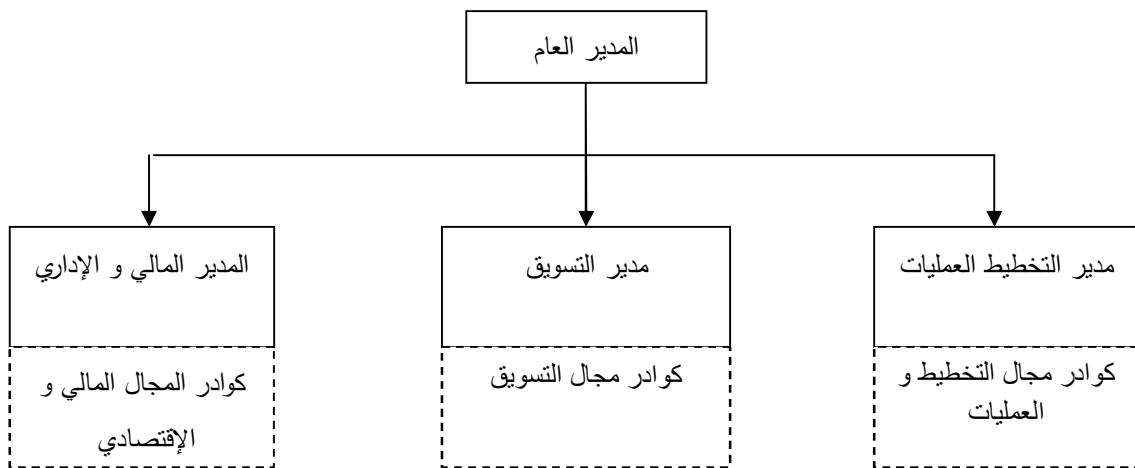 المدير العام
مدير التخطيط العمليات
مدير التسويق
المدير المالي و الإداري
كوادر مجال التخطيط و
العمليات
كوادر مجال التسويق
كوادر المجال المالي و
الإقتصادي